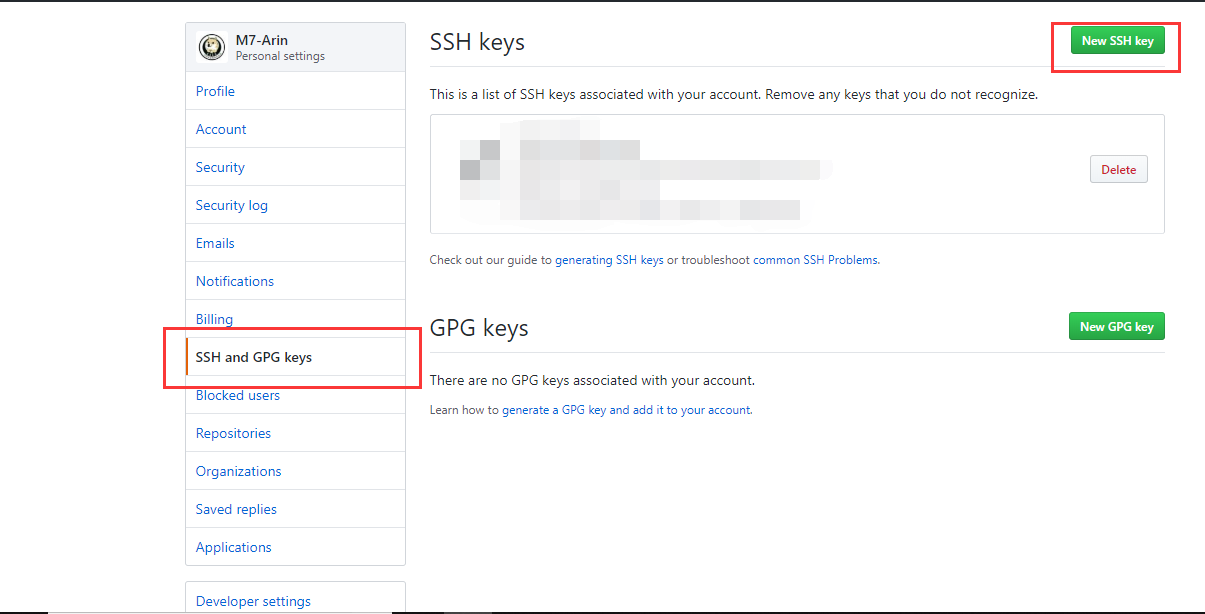 M7-Arin
Personal settings
Profile
Account
Security
Security log
Emails
Notifications
Billing
SSH and GPG keys
Blocked users
Repositories
Organizations
Saved replies
Applications
Developer settings
SSH keys
New SSH key
This is a list of SSH keys associated with your account. Remove any keys that you do not recognize.
Delete
Check out our guide to generating SSH keys or troubleshoot common SSH Problems.
GPG keys
New GPG key
There are no GPG keys associated with your account.
Learn how to generate a GPG key and add it to your account.